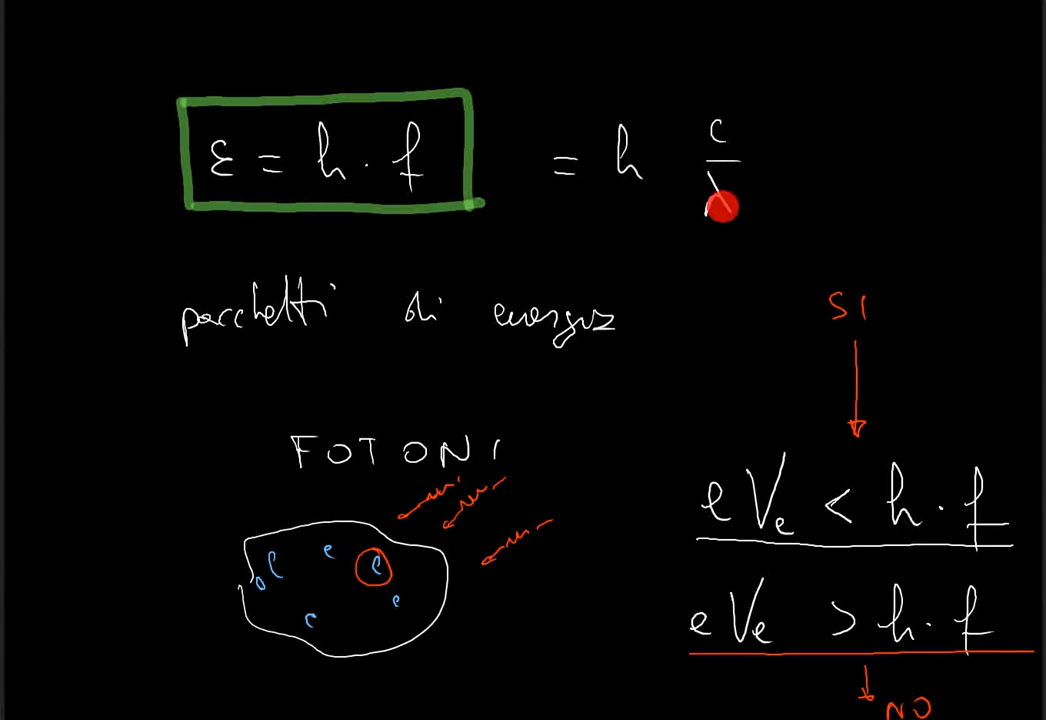 ε = h · f = h c/λ
pacchetti di energia
SI
FOTONI
eVe < h · f
e e e e e
eVe > h · f
NO